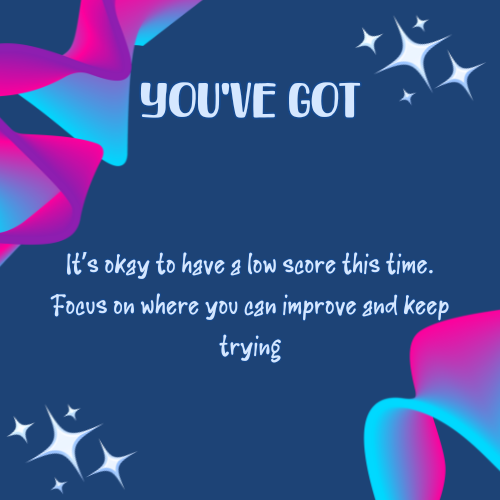 YOU'VE GOT
It's okay to have a low score this time.
Focus on where you can improve and keep
trying